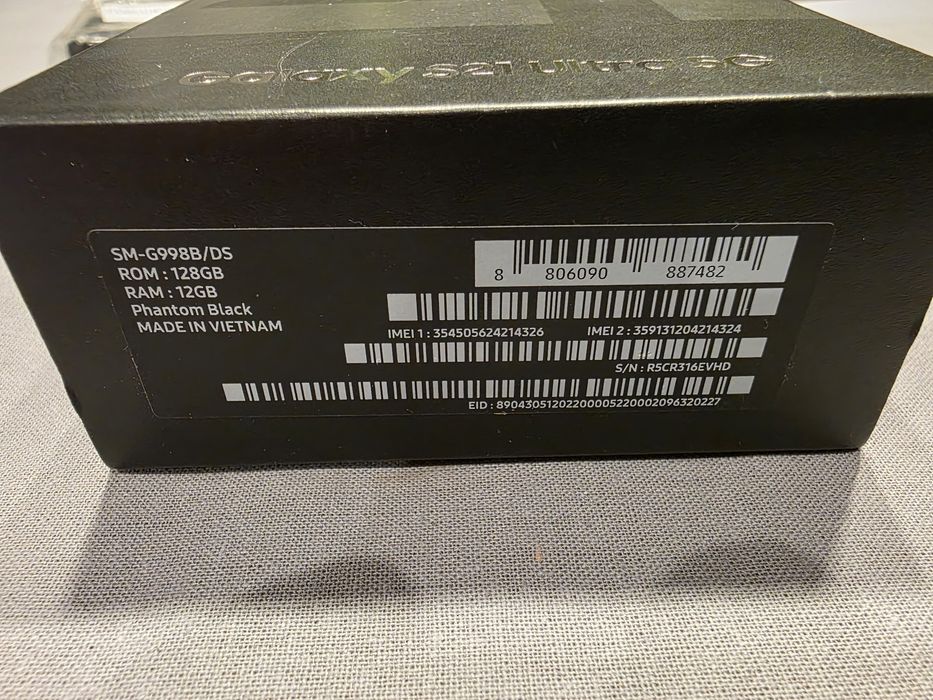 Galaxy S21 Ultra 5G
SM-G998B/DS
ROM : 128GB
RAM : 12GB
Phantom Black
MADE IN VIETNAM
8 806090 887482
IMEI 1 : 354505624214326 IMEI 2 : 359131204214324
S/N : R5CR316EVHD
EID : 89043051202200005220002096320227